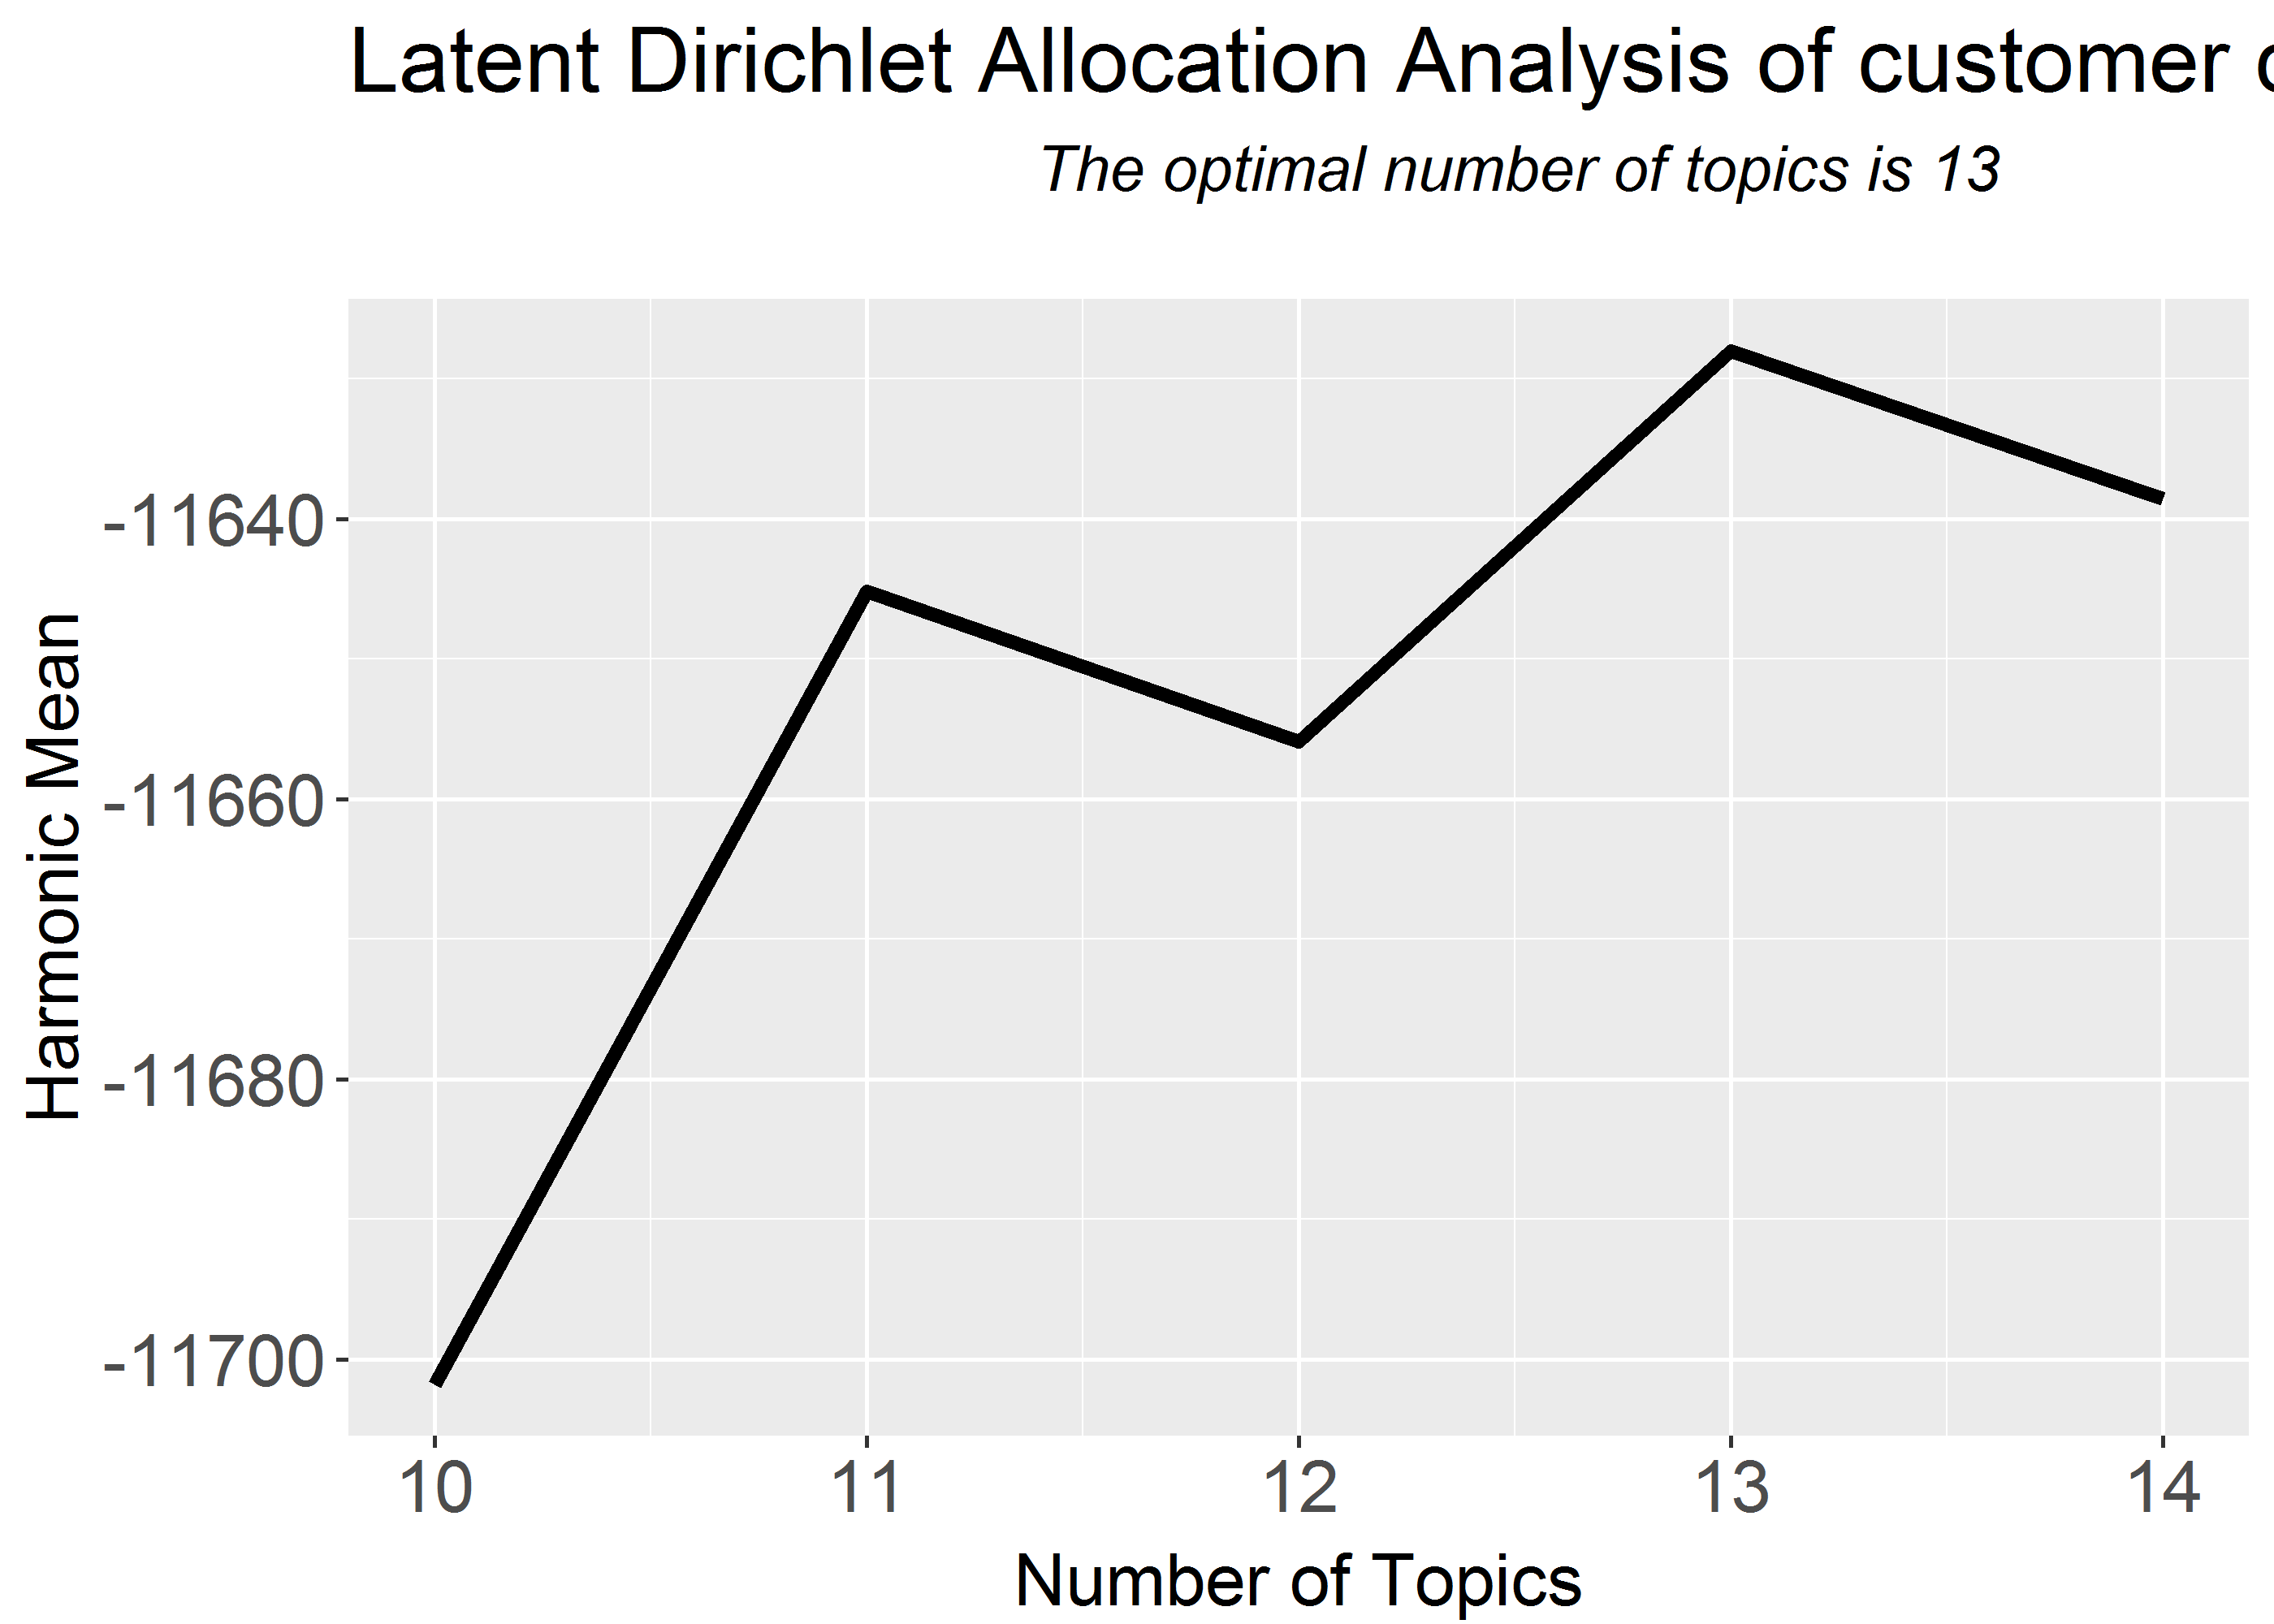 Latent Dirichlet Allocation Analysis of customer
The optimal number of topics is 13
Harmonic Mean
-11640
-11660
-11680
-11700
10 11 12 13 14
Number of Topics